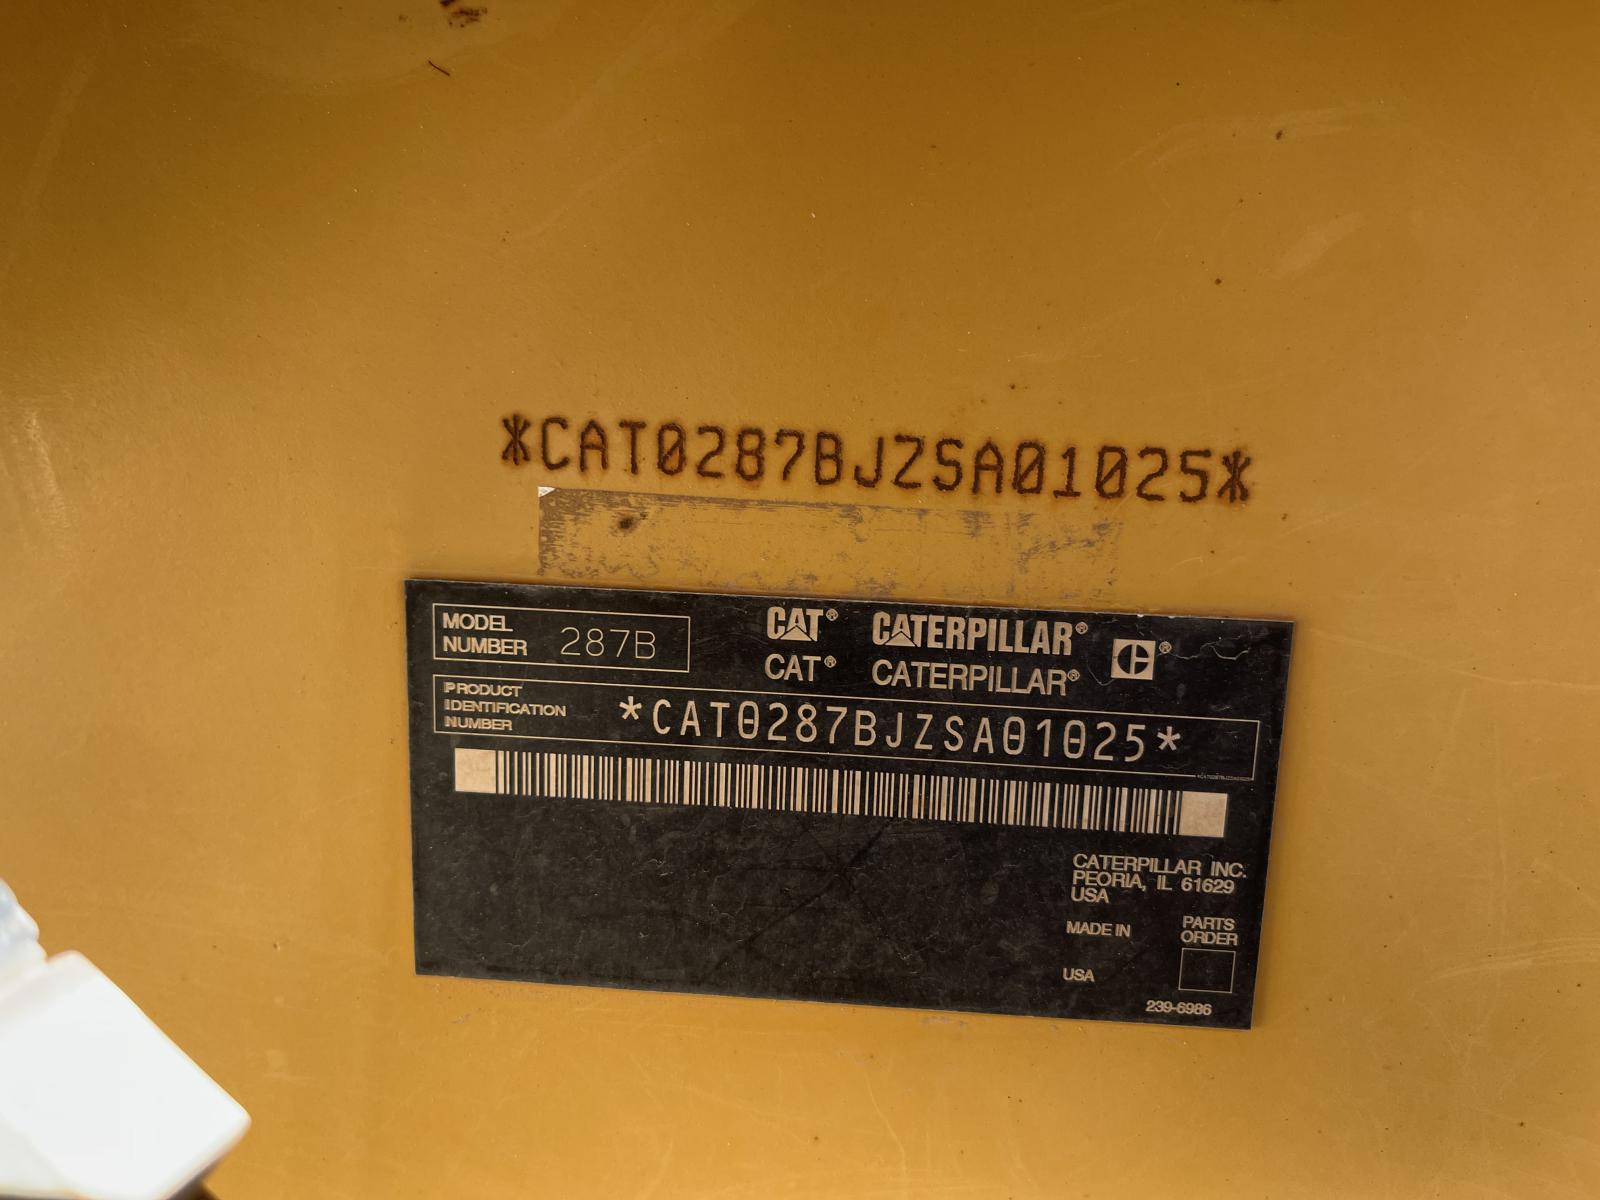 *CAT0287BJZSA01025*
MODEL
NUMBER 287B
CAT® CATERPILLAR®
CAT® CATERPILLAR®
PRODUCT
IDENTIFICATION
NUMBER
*CAT0287BJZSA01025*
CATERPILLAR INC.
PEORIA, IL 61629
USA
MADE IN
USA
PARTS
ORDER
239-6986